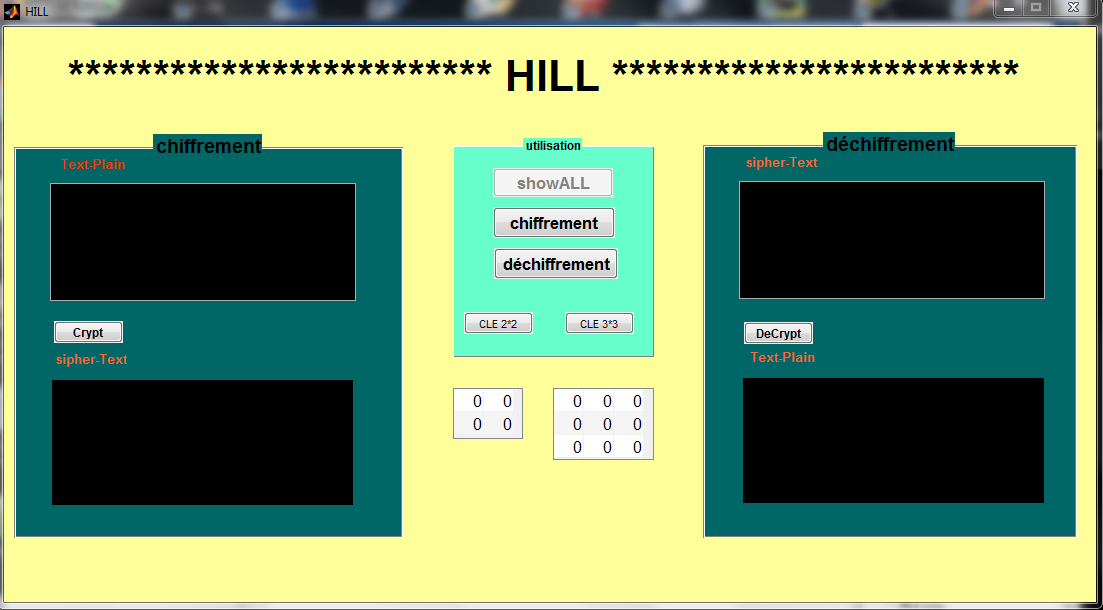 HILL
************************* HILL ************************
chiffrement
Text-Plain
Crypt
sipher-Text
utilisation
showALL
chiffrement
déchiffrement
CLE 2*2 CLE 3*3
0 0
0 0
0 0 0
0 0 0
0 0 0
déchiffrement
sipher-Text
DeCrypt
Text-Plain